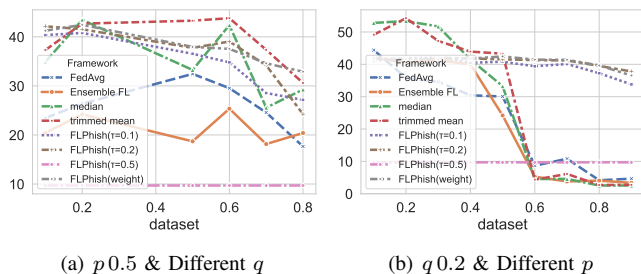 40
30
20
10
Framework
FedAvg
Ensemble FL
median
trimmed mean
FLPhish(τ=0.1)
FLPhish(τ=0.2)
FLPhish(τ=0.5)
FLPhish(weight)
0.2 0.4 0.6 0.8
dataset
(a) p 0.5 & Different q
50
40
30
20
10
0
Framework
FedAvg
Ensemble FL
median
trimmed mean
FLPhish(τ=0.1)
FLPhish(τ=0.2)
FLPhish(τ=0.5)
FLPhish(weight)
0.2 0.4 0.6 0.8
dataset
(b) q 0.2 & Different p